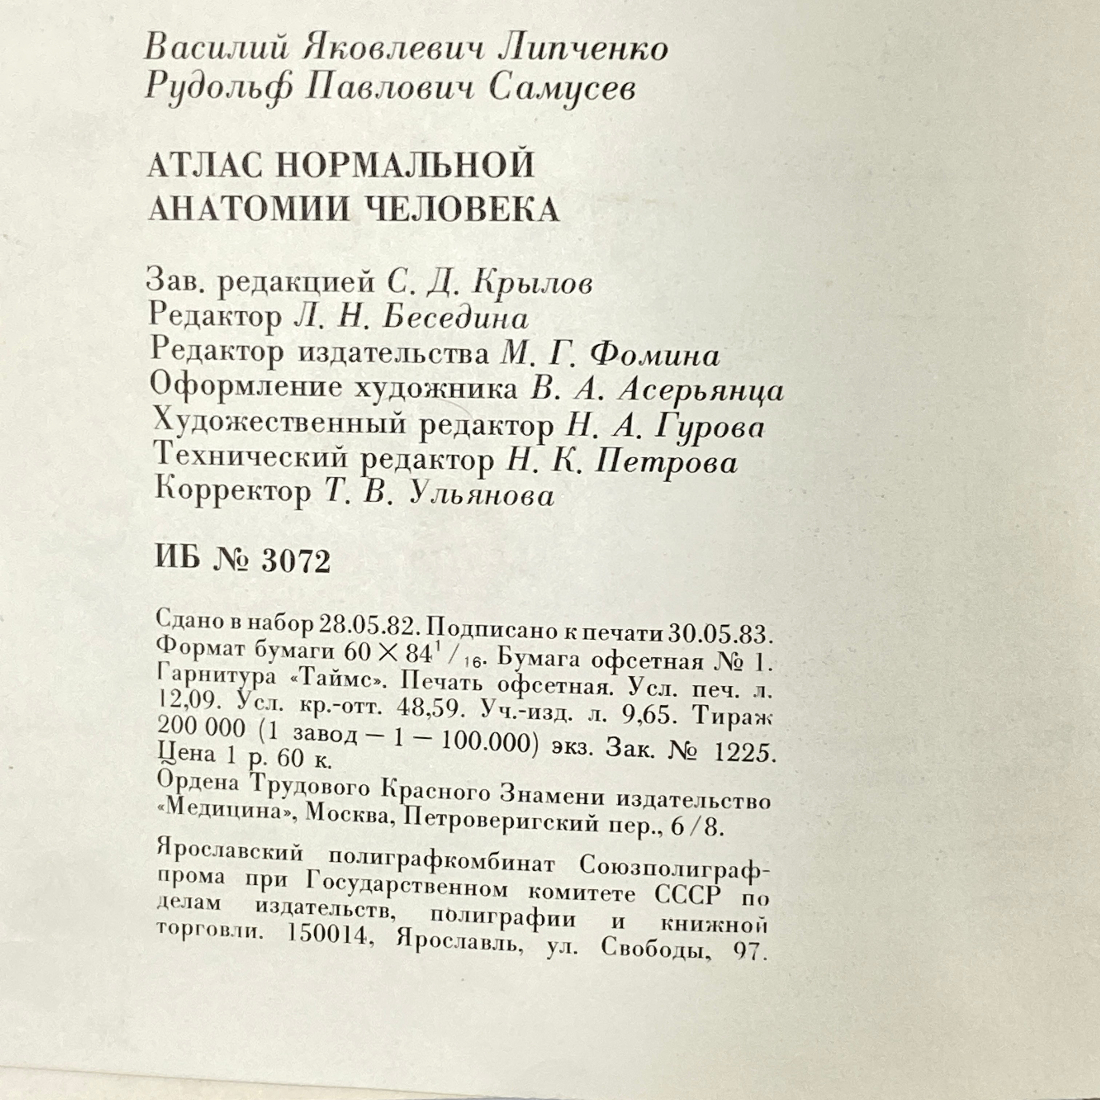 Василий Яковлевич Липченко
Рудольф Павлович Самусев
АТЛАС НОРМАЛЬНОЙ
АНАТОМИИ ЧЕЛОВЕКА
Зав. редакцией С. Д. Крылов
Редактор Л. Н. Беседина
Редактор издательства М. Г. Фомина
Оформление художника В. А. Асерьянца
Художественный редактор Н. А. Гурова
Технический редактор Н. К. Петрова
Корректор Т. В. Ульянова
ИБ № 3072
Сдано в набор 28.05.82. Подписано к печати 30.05.83.
Формат бумаги 60 × 84¹/₁₆. Бумага офсетная № 1.
Гарнитура «Таймс». Печать офсетная. Усл. печ. л.
12,09. Усл. кр.-отт. 48,59. Уч.-изд. л. 9,65. Тираж
200 000 (1 завод — 1 — 100.000) экз. Зак. № 1225.
Цена 1 р. 60 к.
Ордена Трудового Красного Знамени издательство
«Медицина», Москва, Петроверигский пер., 6/8.
Ярославский полиграфкомбинат Союзполиграф-
прома при Государственном комитете СССР по
делам издательств, полиграфии и книжной
торговли. 150014, Ярославль, ул. Свободы, 97.